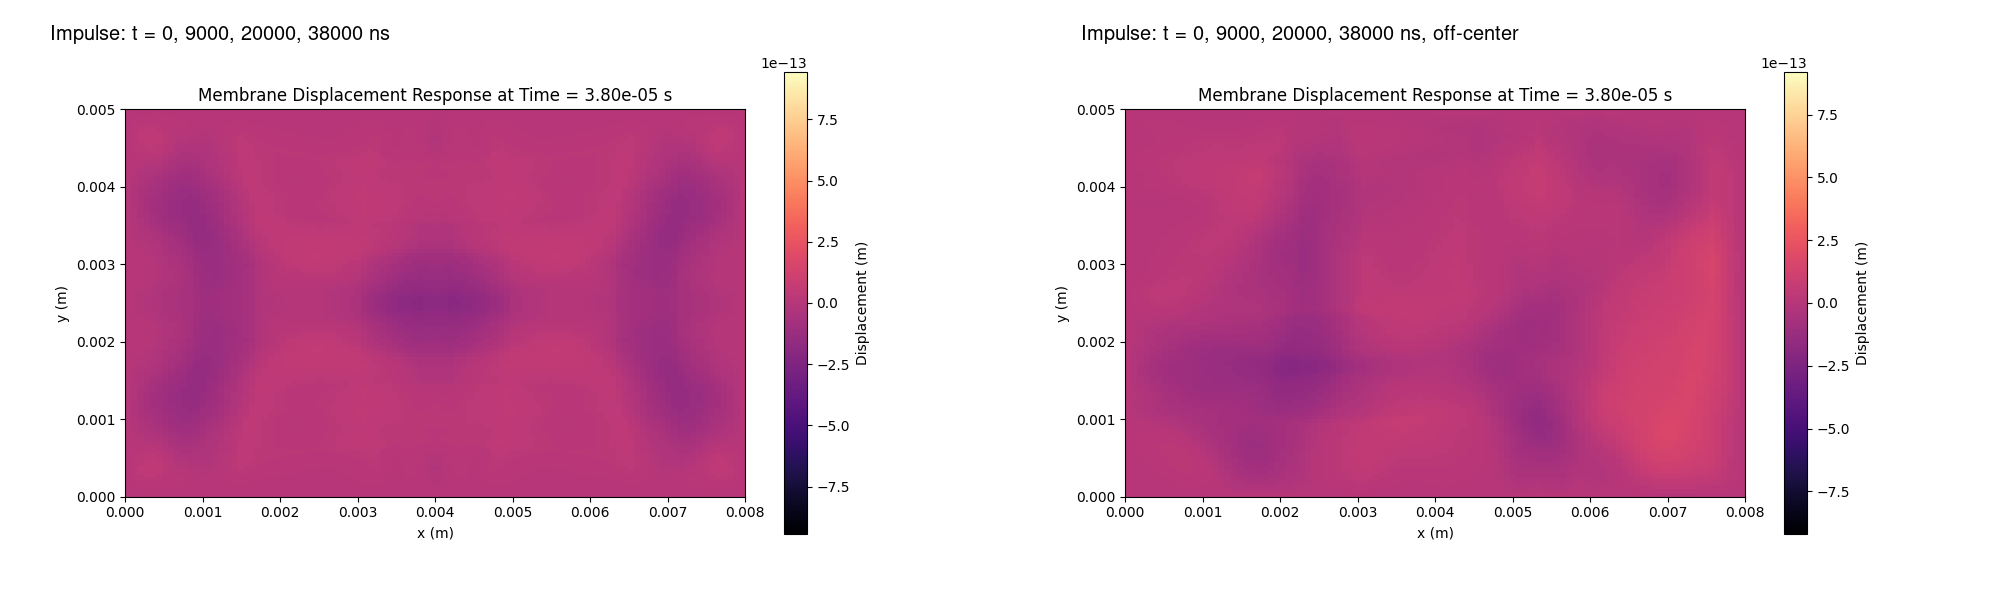 Impulse: t = 0, 9000, 20000, 38000 ns
1e−13
Membrane Displacement Response at Time = 3.80e-05 s
0.005
0.004
0.003
0.002
0.001
0.000
y (m)
0.000 0.001 0.002 0.003 0.004 0.005 0.006 0.007 0.008
x (m)
7.5
5.0
2.5
0.0
−2.5
−5.0
−7.5
Displacement (m)
Impulse: t = 0, 9000, 20000, 38000 ns, off-center
1e−13
Membrane Displacement Response at Time = 3.80e-05 s
0.005
0.004
0.003
0.002
0.001
0.000
y (m)
0.000 0.001 0.002 0.003 0.004 0.005 0.006 0.007 0.008
x (m)
7.5
5.0
2.5
0.0
−2.5
−5.0
−7.5
Displacement (m)